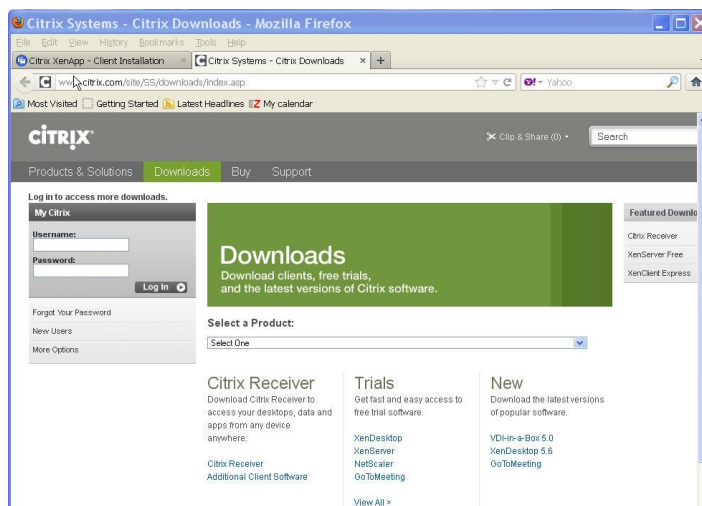 Citrix Systems - Citrix Downloads - Mozilla Firefox
File Edit View History Bookmarks Tools Help
Citrix XenApp - Client Installation × Citrix Systems - Citrix Downloads × +
citrix.com/site/SS/downloads/index.asp Yahoo
Most Visited Getting Started Latest Headlines My calendar
CITRIX
Clip & Share (0) Search
Products & Solutions Downloads Buy Support
Log in to access more downloads.
My Citrix
Username:
Password:
Log In
Forgot Your Password
New Users
More Options
Downloads
Download clients, free trials,
and the latest versions of Citrix software.
Featured Downlo
Citrix Receiver
XenServer Free
XenClient Express
Select a Product:
Select One
Citrix Receiver
Download Citrix Receiver to
access your desktops, data and
apps from any device
anywhere.
Citrix Receiver
Additional Client Software
Trials
Get fast and easy access to
free trial software.
XenDesktop
XenServer
NetScaler
GoToMeeting
View All >
New
Download the latest versions
of popular software.
VDI-in-a-Box 5.0
XenDesktop 5.6
GoToMeeting